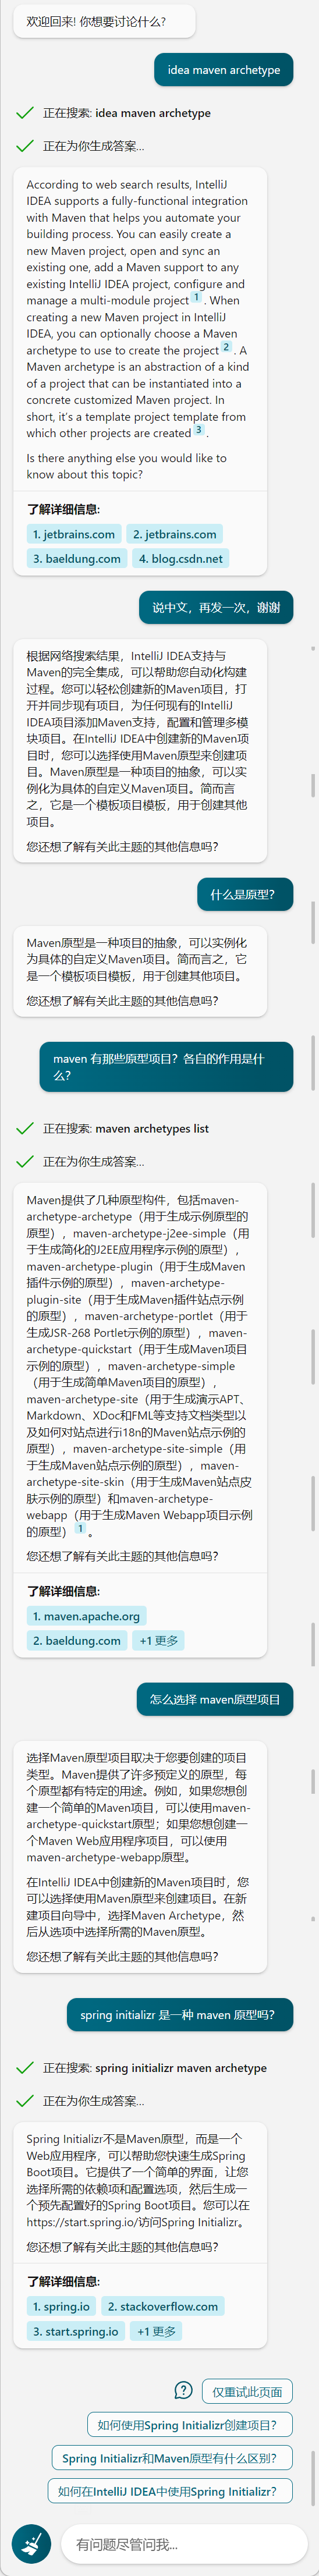 欢迎回来! 你想要讨论什么?
idea maven archetype
正在搜索: idea maven archetype
正在为你生成答案...
According to web search results, IntelliJ
IDEA supports a fully-functional integration
with Maven that helps you automate your
building process. You can easily create a
new Maven project, open and sync an
existing one, add a Maven support to any
existing IntelliJ IDEA project, configure and
manage a multi-module project 1 . When
creating a new Maven project in IntelliJ
IDEA, you can optionally choose a Maven
archetype to use to create the project 2 . A
Maven archetype is an abstraction of a kind
of a project that can be instantiated into a
concrete customized Maven project. In
short, it's a template project template from
which other projects are created 3 .
Is there anything else you would like to
know about this topic?
了解详细信息:
1. jetbrains.com 2. jetbrains.com
3. baeldung.com 4. blog.csdn.net
说中文，再发一次，谢谢
根据网络搜索结果，IntelliJ IDEA支持与
Maven的完全集成，可以帮助您自动化构建
过程。您可以轻松创建新的Maven项目，打
开并同步现有项目，为任何现有的IntelliJ
IDEA项目添加Maven支持，配置和管理多模
块项目。在IntelliJ IDEA中创建新的Maven项
目时，您可以选择使用Maven原型来创建项
目。Maven原型是一种项目的抽象，可以实
例化为具体的自定义Maven项目。简而言
之，它是一个模板项目模板，用于创建其他
项目。
您还想了解有关此主题的其他信息吗?
什么是原型?
Maven原型是一种项目的抽象，可以实例化
为具体的自定义Maven项目。简而言之，它
是一个模板项目模板，用于创建其他项目。
您还想了解有关此主题的其他信息吗?
maven 有那些原型项目？各自的作用是什
么?
正在搜索: maven archetypes list
正在为你生成答案...
Maven提供了几种原型构件，包括maven-
archetype-archetype（用于生成示例原型的
原型），maven-archetype-j2ee-simple（用
于生成简化的J2EE应用程序示例的原型），
maven-archetype-plugin（用于生成Maven
插件示例的原型），maven-archetype-
plugin-site（用于生成Maven插件站点示例
的原型），maven-archetype-portlet（用于
生成JSR-268 Portlet示例的原型），maven-
archetype-quickstart（用于生成Maven项目
示例的原型），maven-archetype-simple
（用于生成简单Maven项目的原型），
maven-archetype-site（用于生成演示APT、
Markdown、XDoc和FML等支持文档类型以
及如何对站点进行i18n的Maven站点示例的
原型），maven-archetype-site-simple（用
于生成Maven站点示例的原型），maven-
archetype-site-skin（用于生成Maven站点皮
肤示例的原型）和maven-archetype-
webapp（用于生成Maven Webapp项目示例
的原型） 1 。
您还想了解有关此主题的其他信息吗?
了解详细信息:
1. maven.apache.org
2. baeldung.com +1 更多
怎么选择 maven原型项目
选择Maven原型项目取决于您要创建的项目
类型。Maven提供了许多预定义的原型，每
个原型都有特定的用途。例如，如果您想创
建一个简单的Maven项目，可以使用maven-
archetype-quickstart原型；如果您想创建一
个Maven Web应用程序项目，可以使用
maven-archetype-webapp原型。
在IntelliJ IDEA中创建新的Maven项目时，您
可以选择使用Maven原型来创建项目。在新
建项目向导中，选择Maven Archetype，然
后从选项中选择所需的Maven原型。
您还想了解有关此主题的其他信息吗?
spring initializr 是一种 maven 原型吗?
正在搜索: spring initializr maven archetype
正在为你生成答案...
Spring Initializr不是Maven原型，而是一个
Web应用程序，可以帮助您快速生成Spring
Boot项目。它提供了一个简单的界面，让您
选择所需的依赖项和配置选项，然后生成一
个预先配置好的Spring Boot项目。您可以在
https://start.spring.io/访问Spring Initializr。
您还想了解有关此主题的其他信息吗?
了解详细信息:
1. spring.io 2. stackoverflow.com
3. start.spring.io +1 更多
仅重试此页面
如何使用Spring Initializr创建项目?
Spring Initializr和Maven原型有什么区别?
如何在IntelliJ IDEA中使用Spring Initializr?
有问题尽管问我...